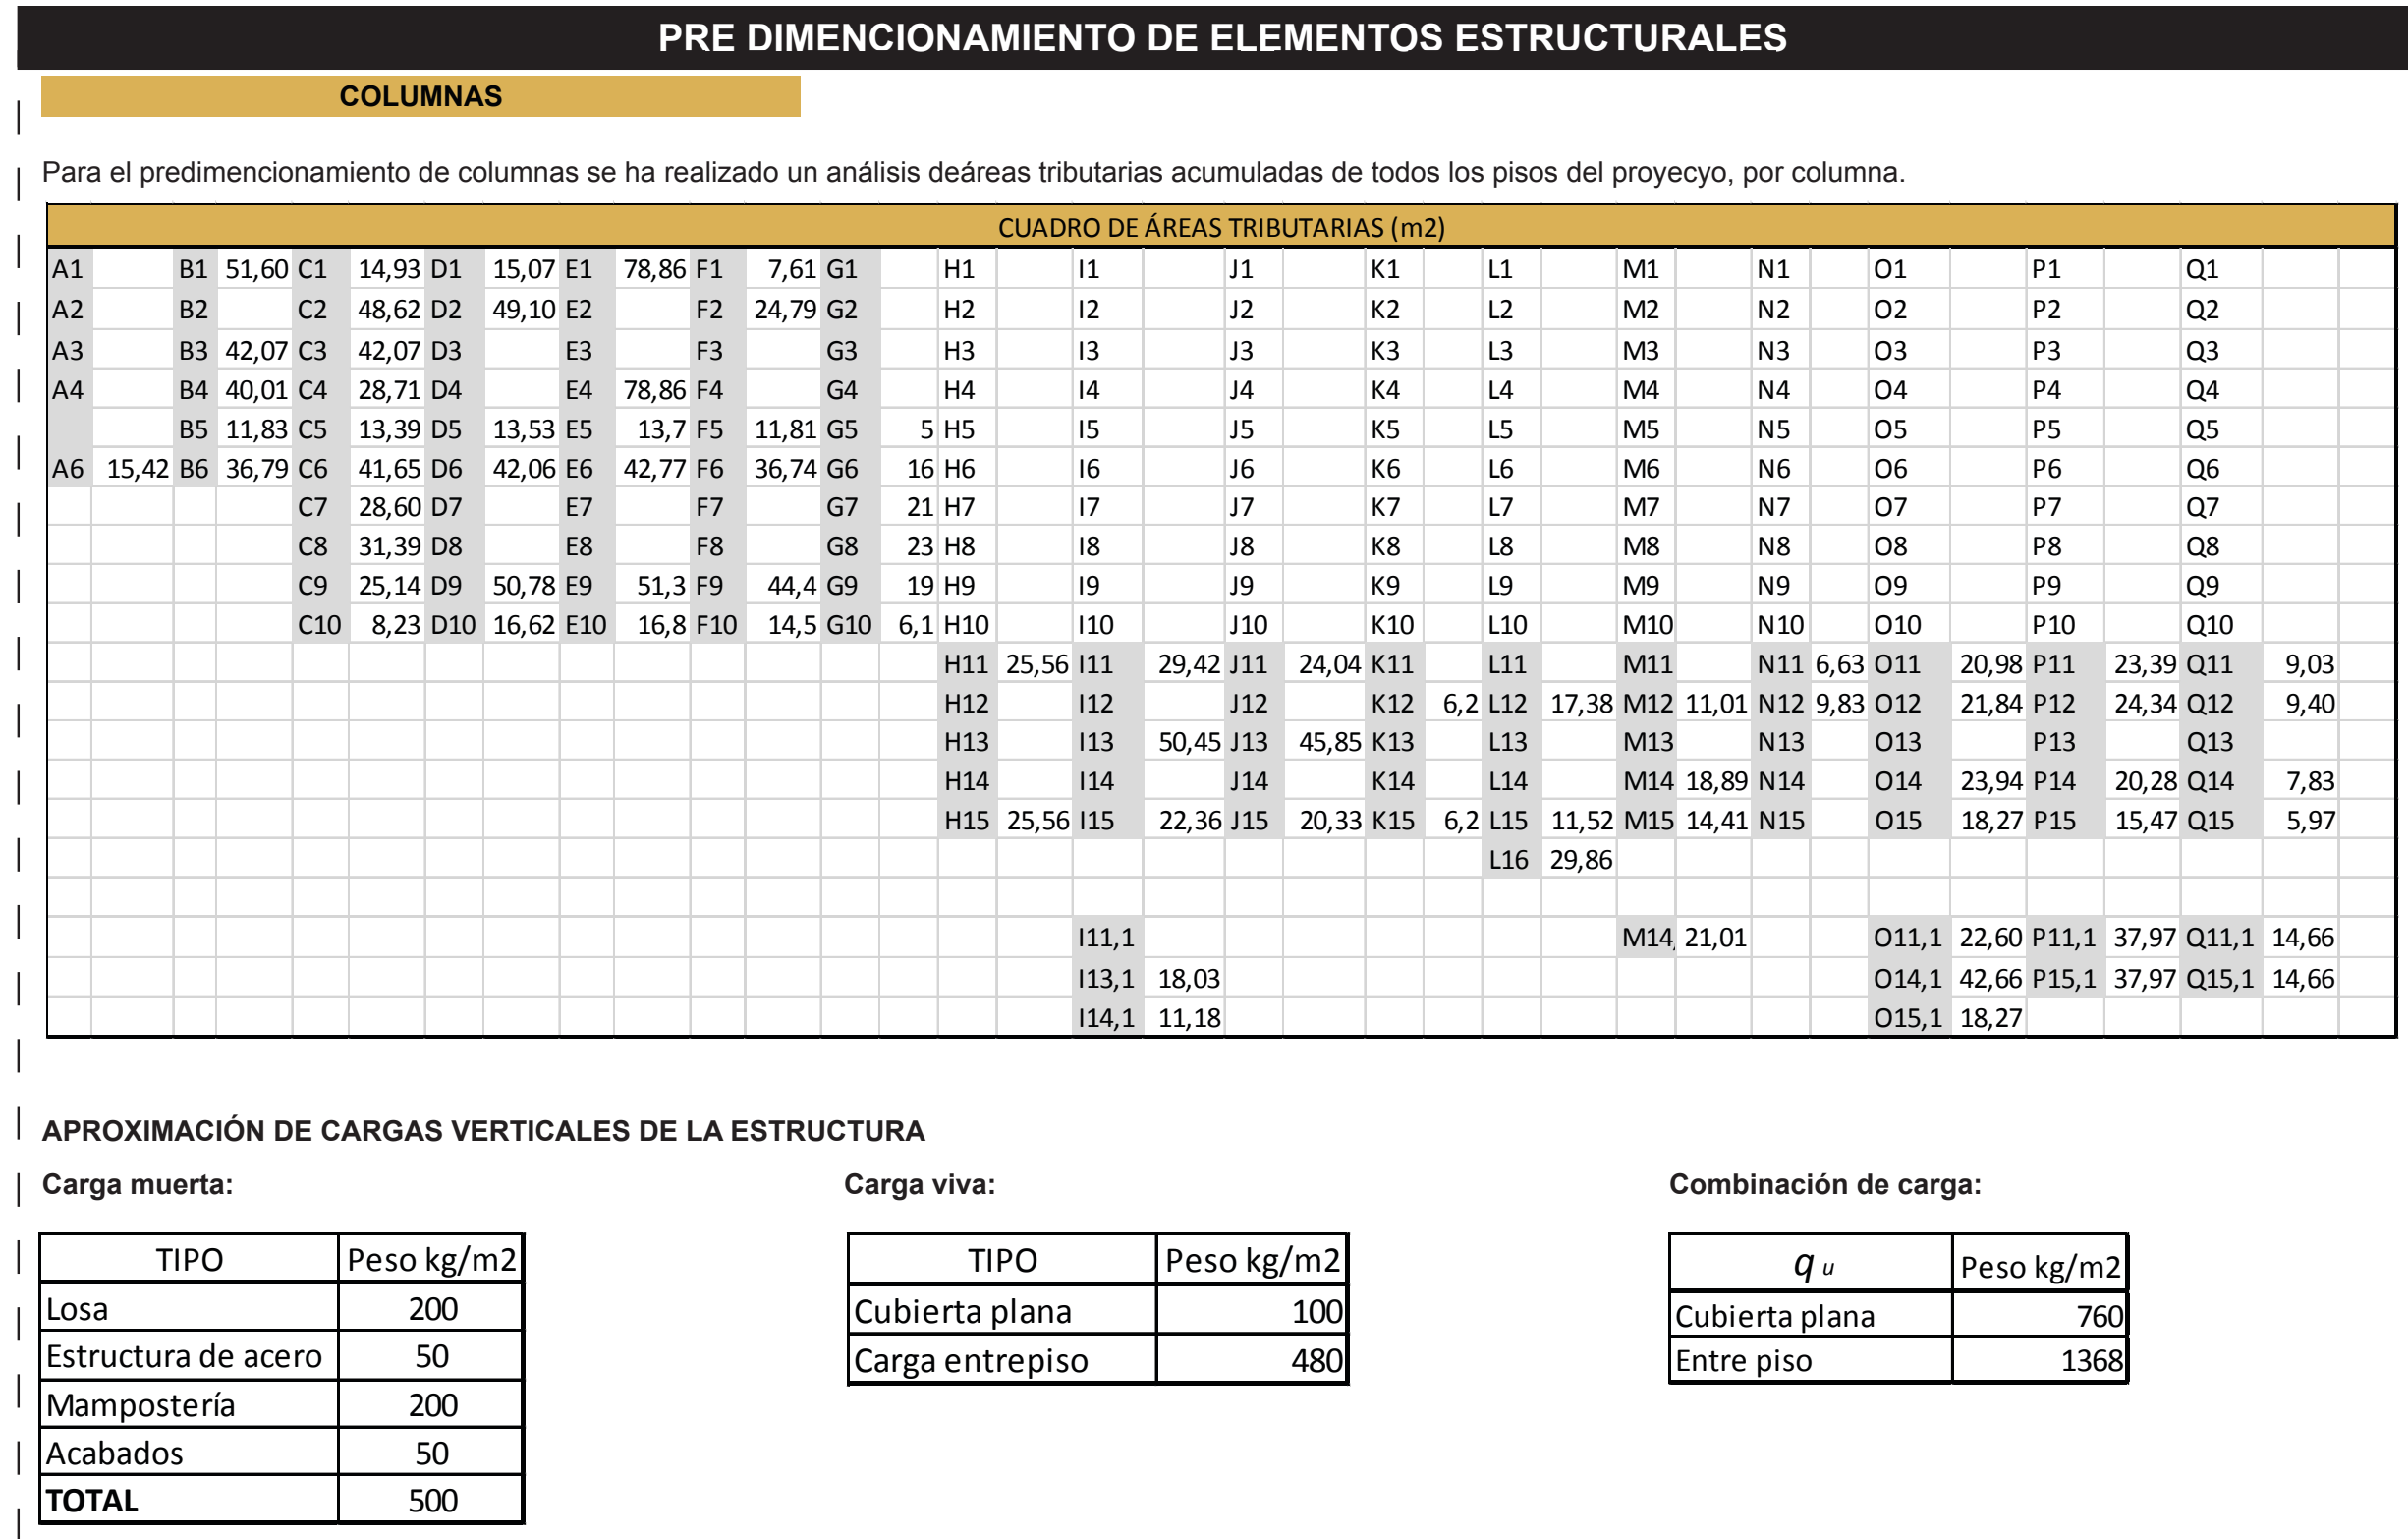 PRE DIMENCIONAMIENTO DE ELEMENTOS ESTRUCTURALES
COLUMNAS
Para el predimencionamiento de columnas se ha realizado un análisis deáreas tributarias acumuladas de todos los pisos del proyecyo, por columna.
CUADRO DE ÁREAS TRIBUTARIAS (m2)
A1 B1 51,60 C1 14,93 D1 15,07 E1 78,86 F1 7,61 G1 H1 I1 J1 K1 L1 M1 N1 O1 P1 Q1
A2 B2 C2 48,62 D2 49,10 E2 F2 24,79 G2 H2 I2 J2 K2 L2 M2 N2 O2 P2 Q2
A3 B3 42,07 C3 42,07 D3 E3 F3 G3 H3 I3 J3 K3 L3 M3 N3 O3 P3 Q3
A4 B4 40,01 C4 28,71 D4 E4 78,86 F4 G4 H4 I4 J4 K4 L4 M4 N4 O4 P4 Q4
B5 11,83 C5 13,39 D5 13,53 E5 13,7 F5 11,81 G5 5 H5 I5 J5 K5 L5 M5 N5 O5 P5 Q5
A6 15,42 B6 36,79 C6 41,65 D6 42,06 E6 42,77 F6 36,74 G6 16 H6 I6 J6 K6 L6 M6 N6 O6 P6 Q6
C7 28,60 D7 E7 F7 G7 21 H7 I7 J7 K7 L7 M7 N7 O7 P7 Q7
C8 31,39 D8 E8 F8 G8 23 H8 I8 J8 K8 L8 M8 N8 O8 P8 Q8
C9 25,14 D9 50,78 E9 51,3 F9 44,4 G9 19 H9 I9 J9 K9 L9 M9 N9 O9 P9 Q9
C10 8,23 D10 16,62 E10 16,8 F10 14,5 G10 6,1 H10 I10 J10 K10 L10 M10 N10 O10 P10 Q10
H11 25,56 I11 29,42 J11 24,04 K11 L11 M11 N11 6,63 O11 20,98 P11 23,39 Q11 9,03
H12 I12 J12 K12 6,2 L12 17,38 M12 11,01 N12 9,83 O12 21,84 P12 24,34 Q12 9,40
H13 I13 50,45 J13 45,85 K13 L13 M13 N13 O13 P13 Q13
H14 I14 J14 K14 L14 M14 18,89 N14 O14 23,94 P14 20,28 Q14 7,83
H15 25,56 I15 22,36 J15 20,33 K15 6,2 L15 11,52 M15 14,41 N15 O15 18,27 P15 15,47 Q15 5,97
L16 29,86
I11,1 M14, 21,01 O11,1 22,60 P11,1 37,97 Q11,1 14,66
I13,1 18,03 O14,1 42,66 P15,1 37,97 Q15,1 14,66
I14,1 11,18 O15,1 18,27
APROXIMACIÓN DE CARGAS VERTICALES DE LA ESTRUCTURA
Carga muerta:
TIPO Peso kg/m2
Losa 200
Estructura de acero 50
Mampostería 200
Acabados 50
TOTAL 500
Carga viva:
TIPO Peso kg/m2
Cubierta plana 100
Carga entrepiso 480
Combinación de carga:
q u Peso kg/m2
Cubierta plana 760
Entre piso 1368